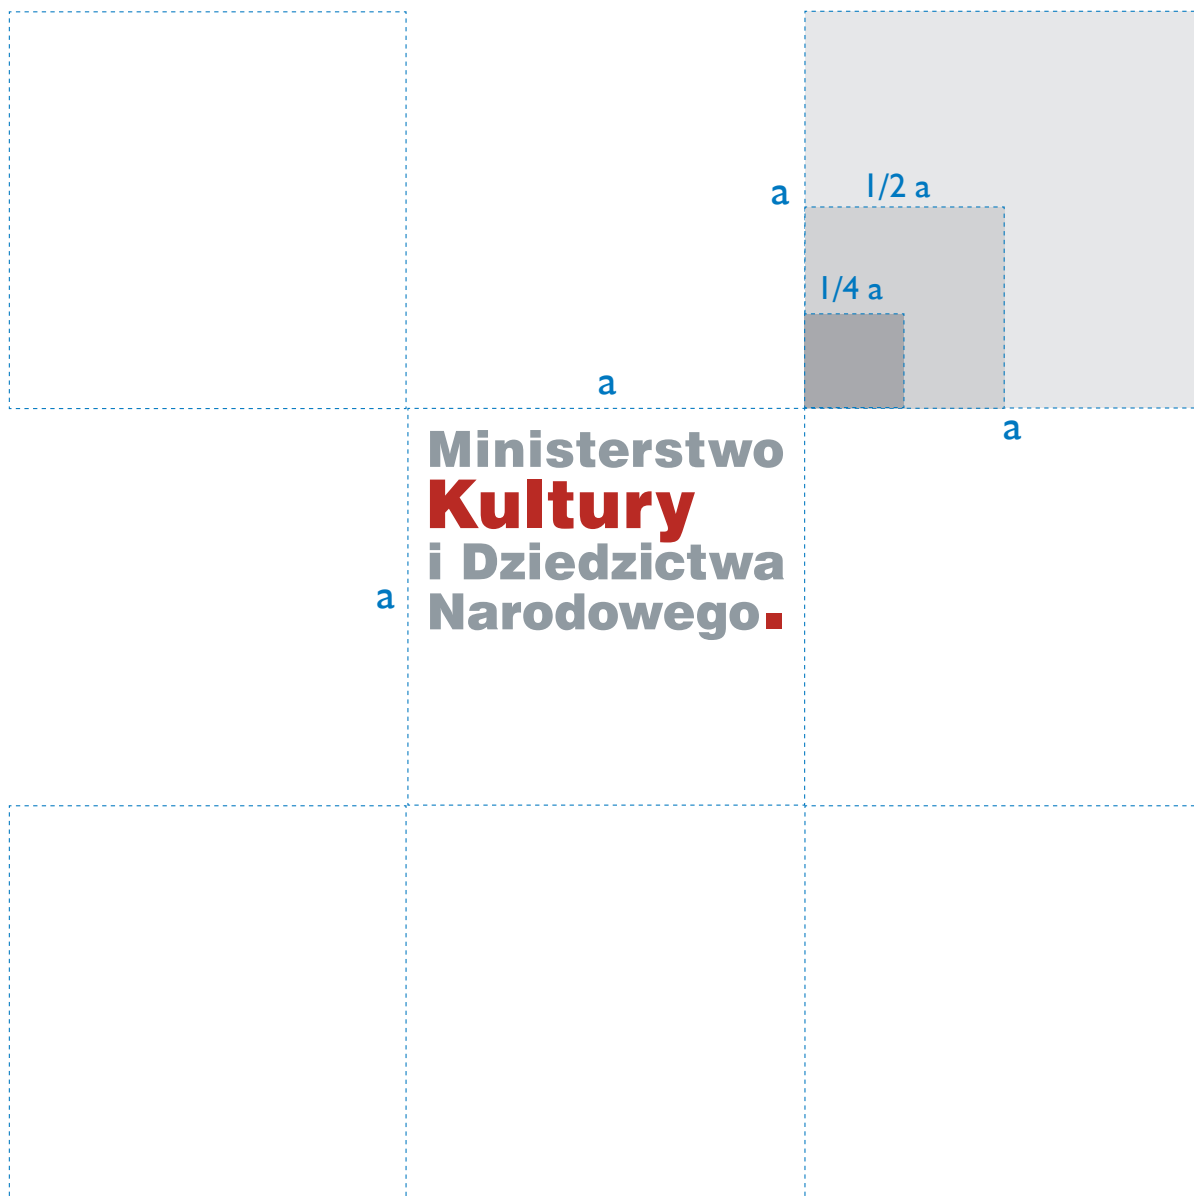 a
1/2 a
1/4 a
a
a
Ministerstwo
Kultury
i Dziedzictwa
Narodowego.
a